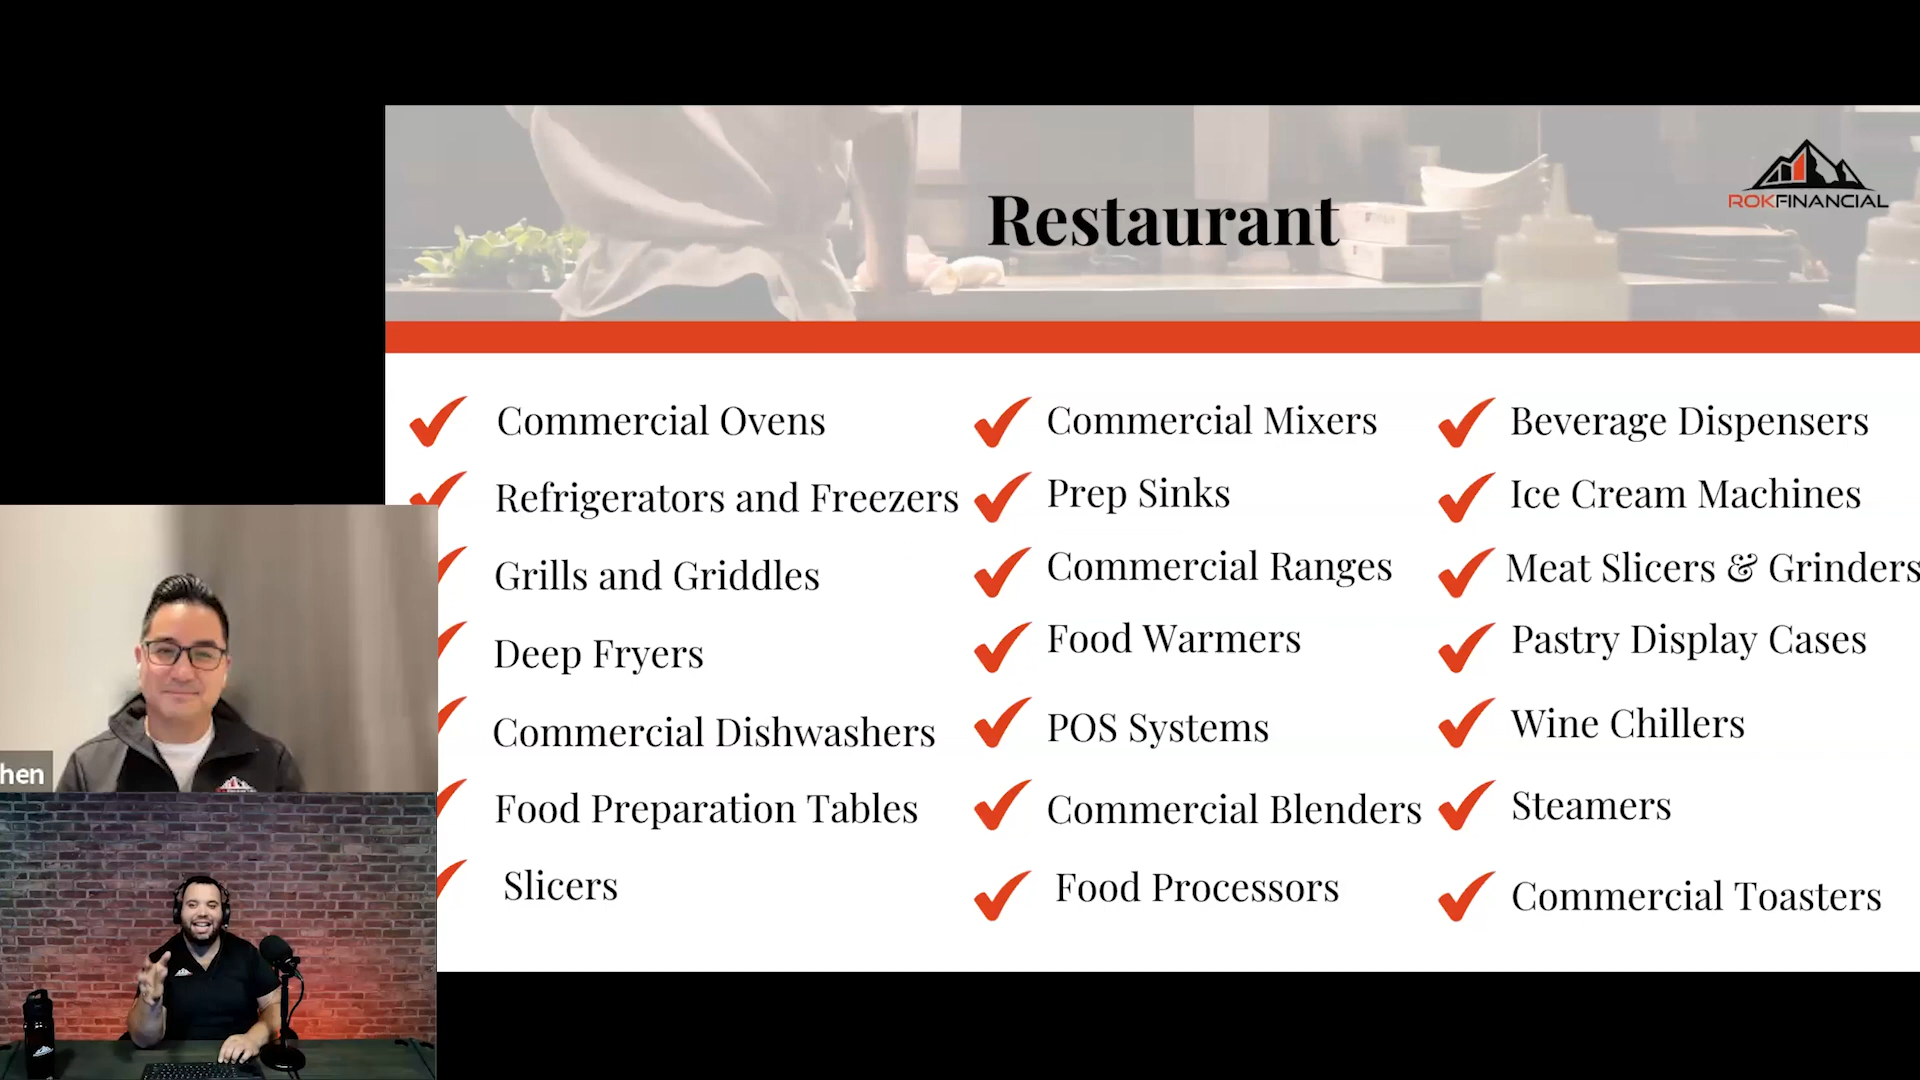 Restaurant
ROKFINANCIAL
Commercial Ovens
Refrigerators and Freezers
Grills and Griddles
Deep Fryers
Commercial Dishwashers
Food Preparation Tables
Slicers
Commercial Mixers
Prep Sinks
Commercial Ranges
Food Warmers
POS Systems
Commercial Blenders
Food Processors
Beverage Dispensers
Ice Cream Machines
Meat Slicers & Grinders
Pastry Display Cases
Wine Chillers
Steamers
Commercial Toasters
hen